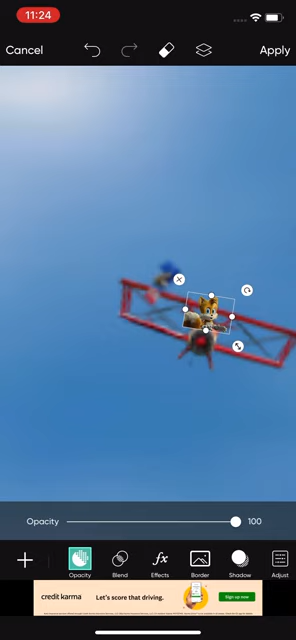 11:24
Cancel
Apply
Opacity
100
Opacity
Blend
fx
Effects
Border
Shadow
Adjust
credit karma
Let's score that driving.
Sign up now